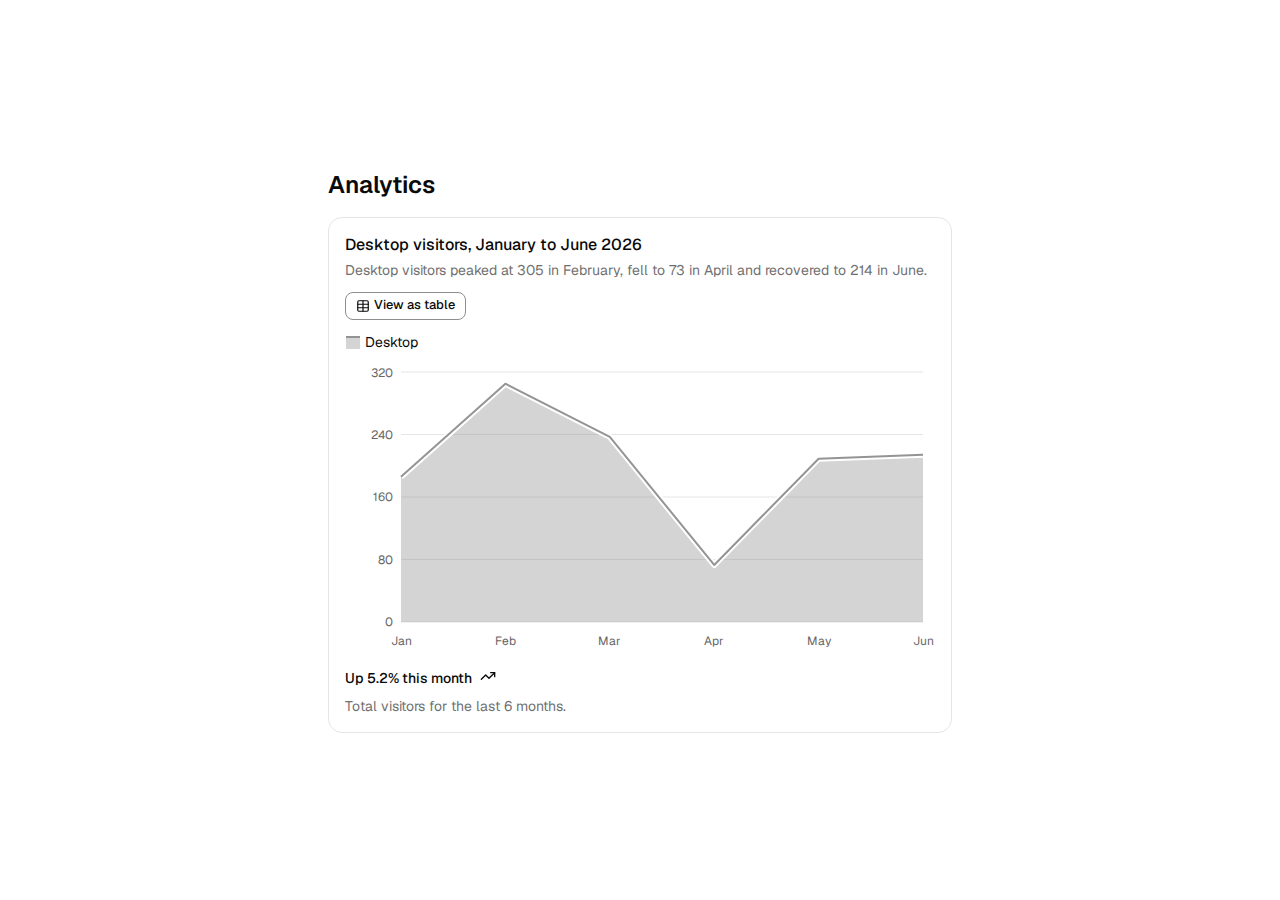 Analytics
Desktop visitors, January to June 2026
Desktop visitors peaked at 305 in February, fell to 73 in April and recovered to 214 in June.
View as table
Desktop
320
240
160
80
0
Jan Feb Mar Apr May Jun
Up 5.2% this month
Total visitors for the last 6 months.